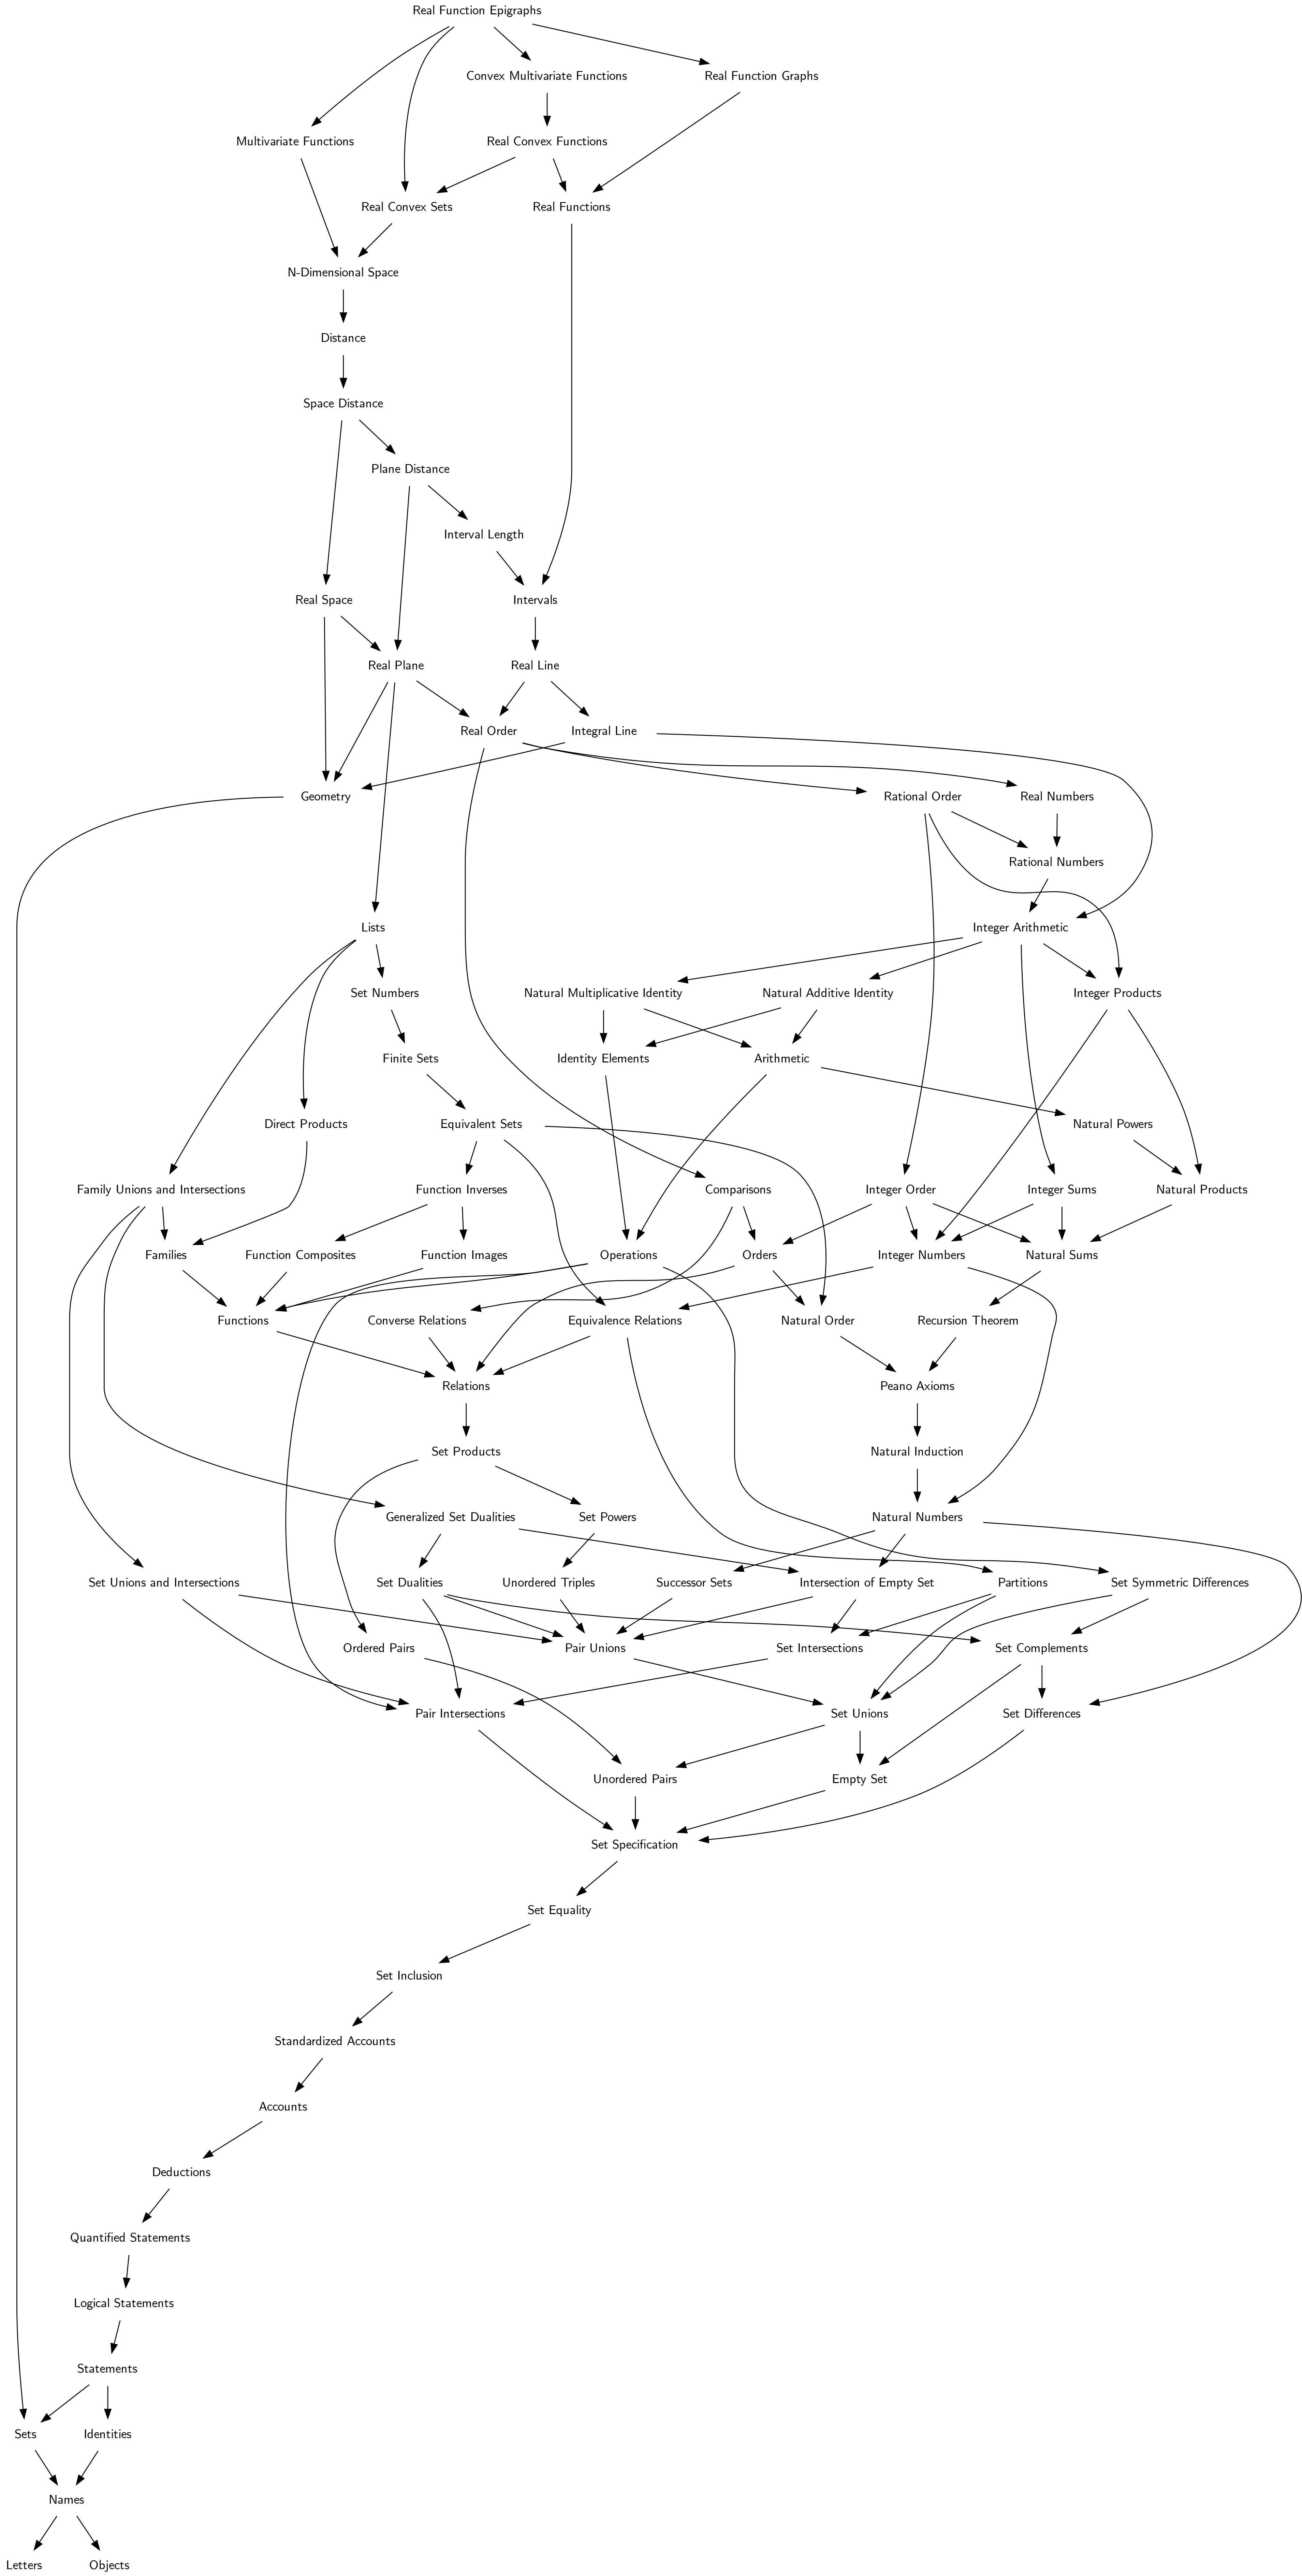 Real Function Epigraphs
Convex Multivariate Functions
Real Function Graphs
Multivariate Functions
Real Convex Functions
Real Convex Sets
Real Functions
N-Dimensional Space
Distance
Space Distance
Plane Distance
Interval Length
Real Space
Intervals
Real Plane
Real Line
Real Order
Integral Line
Geometry
Rational Order
Real Numbers
Rational Numbers
Lists
Integer Arithmetic
Set Numbers
Natural Multiplicative Identity
Natural Additive Identity
Integer Products
Finite Sets
Identity Elements
Arithmetic
Direct Products
Equivalent Sets
Natural Powers
Family Unions and Intersections
Function Inverses
Comparisons
Integer Order
Integer Sums
Natural Products
Families
Function Composites
Function Images
Operations
Orders
Integer Numbers
Natural Sums
Functions
Converse Relations
Equivalence Relations
Natural Order
Recursion Theorem
Relations
Peano Axioms
Set Products
Natural Induction
Generalized Set Dualities
Set Powers
Natural Numbers
Set Unions and Intersections
Set Dualities
Unordered Triples
Successor Sets
Intersection of Empty Set
Partitions
Set Symmetric Differences
Ordered Pairs
Pair Unions
Set Intersections
Set Complements
Pair Intersections
Set Unions
Set Differences
Unordered Pairs
Empty Set
Set Specification
Set Equality
Set Inclusion
Standardized Accounts
Accounts
Deductions
Quantified Statements
Logical Statements
Statements
Sets
Identities
Names
Letters
Objects